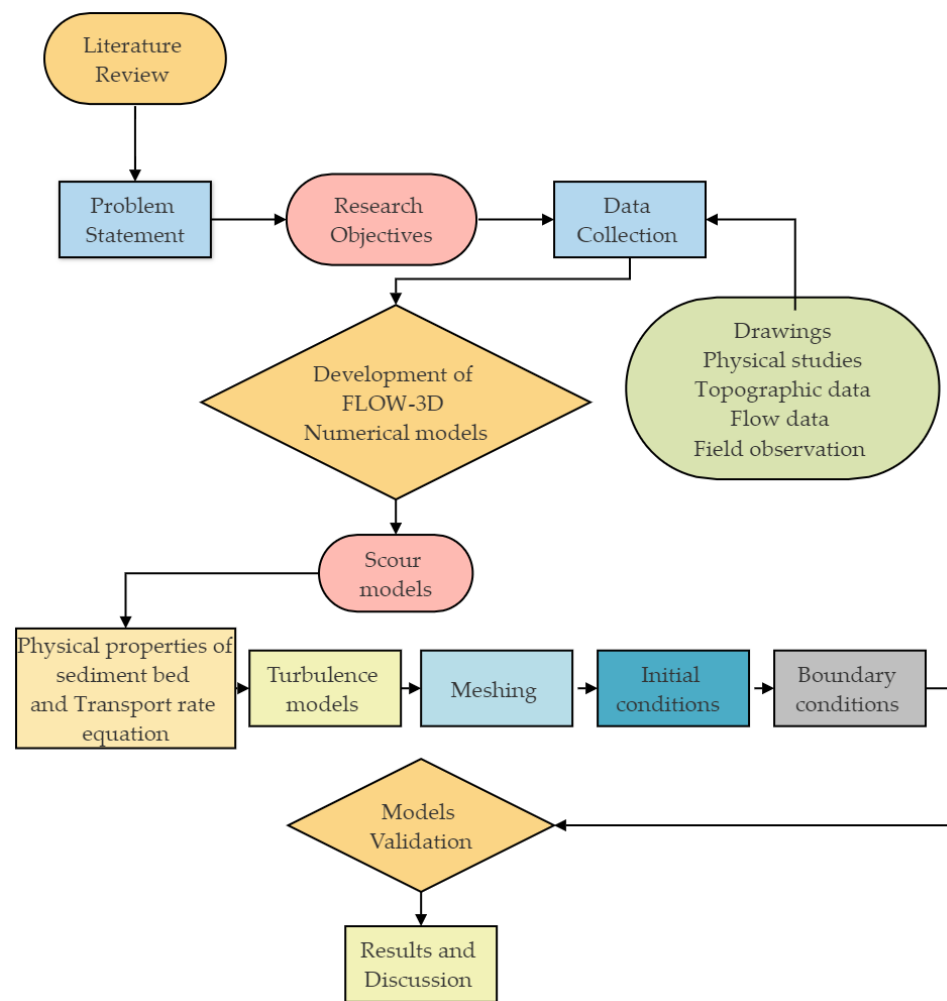 Literature
Review
Problem
Statement
Research
Objectives
Data
Collection
Drawings
Physical studies
Topographic data
Flow data
Field observation
Development of
FLOW-3D
Numerical models
Scour
models
Physical properties of
sediment bed
and Transport rate
equation
Turbulence
models
Meshing
Initial
conditions
Boundary
conditions
Models
Validation
Results and
Discussion